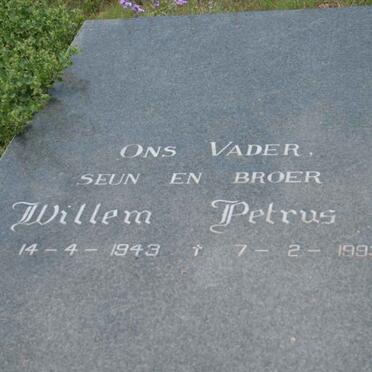 ONS VADER,
SEUN EN BROER
Willem Petrus
14-4-1943 † 7-2-199